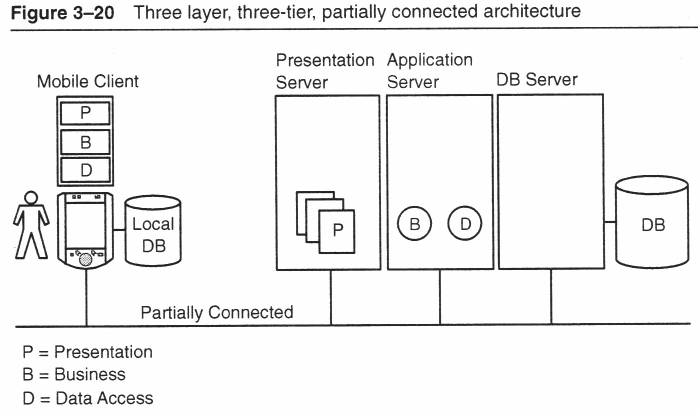 Figure 3–20 Three layer, three-tier, partially connected architecture
Mobile Client
P
B
D
Local
DB
Presentation
Server
P
Application
Server
B
D
DB Server
DB
Partially Connected
P = Presentation
B = Business
D = Data Access